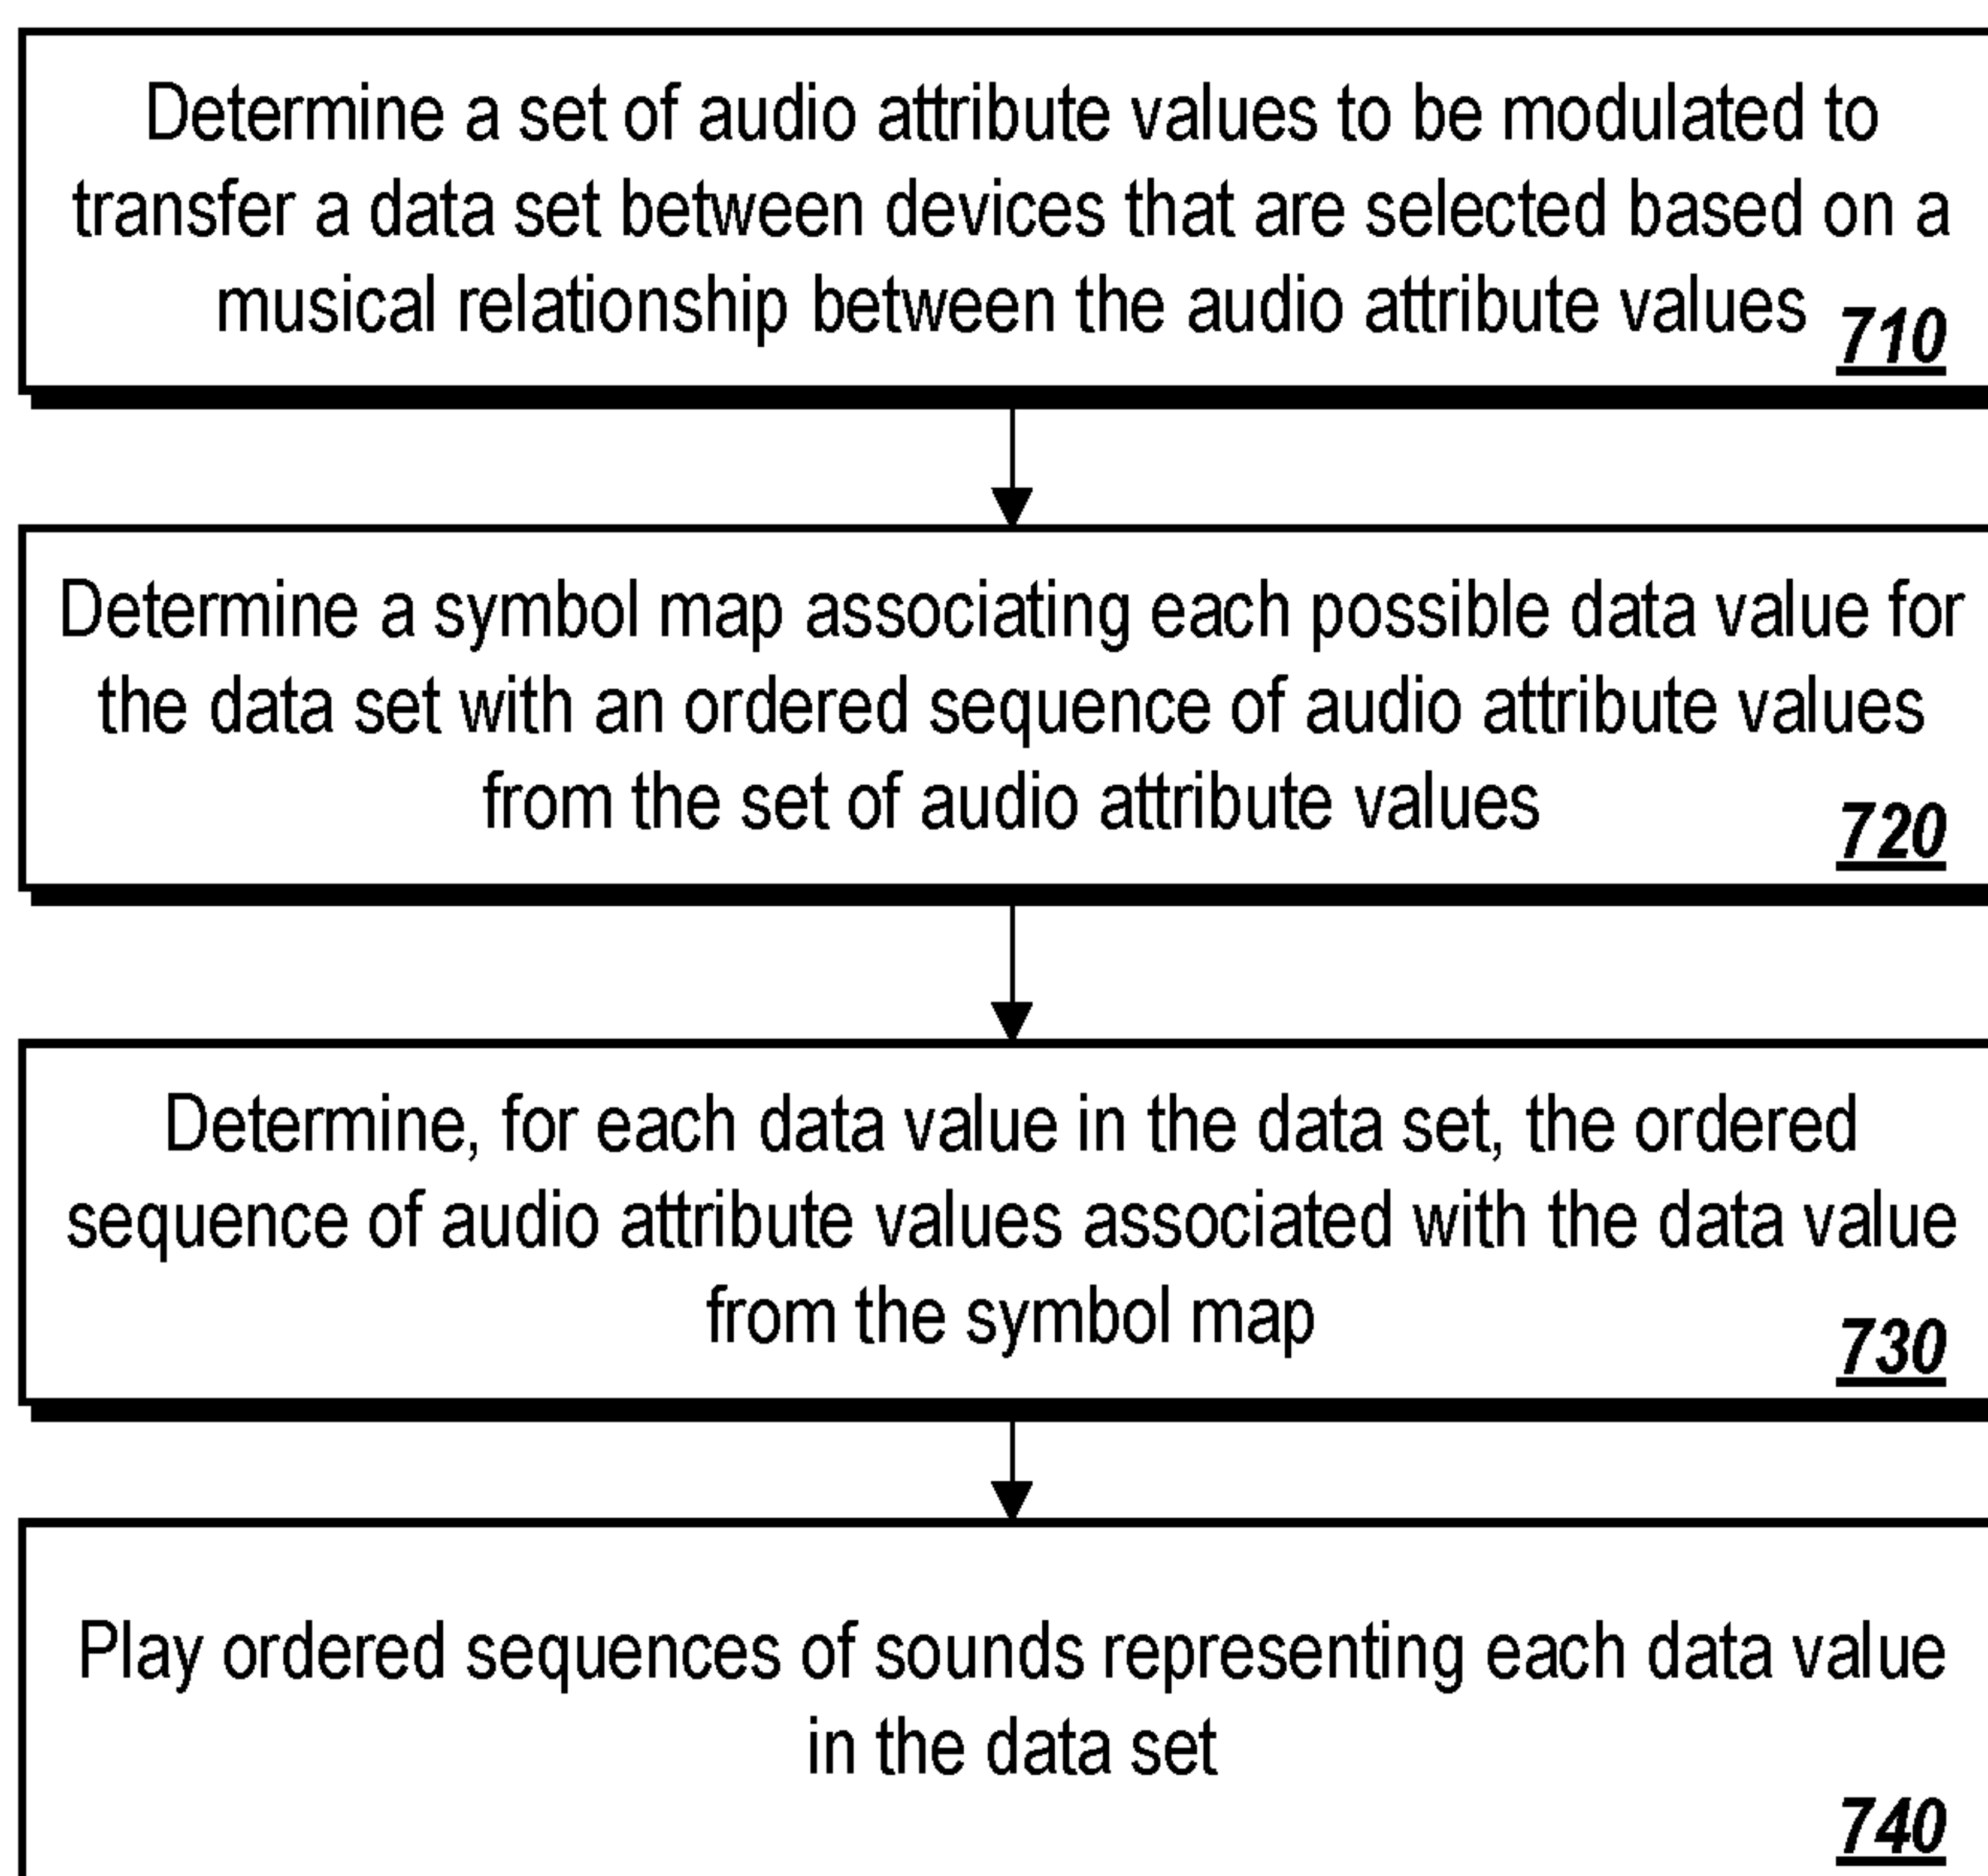 Determine a set of audio attribute values to be modulated to
transfer a data set between devices that are selected based on a
musical relationship between the audio attribute values
710
Determine a symbol map associating each possible data value for
the data set with an ordered sequence of audio attribute values
from the set of audio attribute values
720
Determine, for each data value in the data set, the ordered
sequence of audio attribute values associated with the data value
from the symbol map
730
Play ordered sequences of sounds representing each data value
in the data set
740